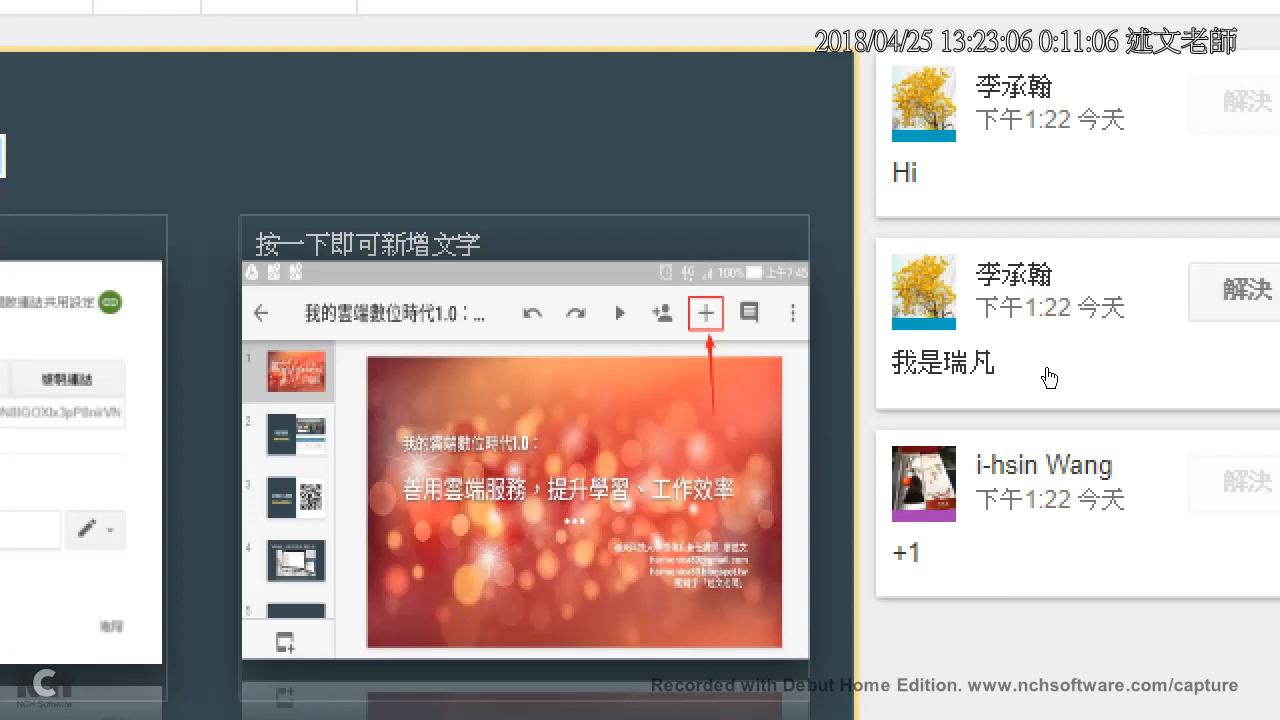 2018/04/25 13:23:06 0:11:06 述文老師
李承翰
下午1:22 今天
解決
Hi
李承翰
下午1:22 今天
解決
我是瑞凡
i-hsin Wang
下午1:22 今天
解決
+1
按一下即可新增文字
4G 100% 上午7:45
我的雲端數位時代1.0：...
1
2
3
4
5
我的雲端數位時代1.0：
善用雲端服務，提升學習、工作效率
連結共用設定
複製連結
進階
NCH
NCH Software
Recorded with Debut Home Edition. www.nchsoftware.com/capture